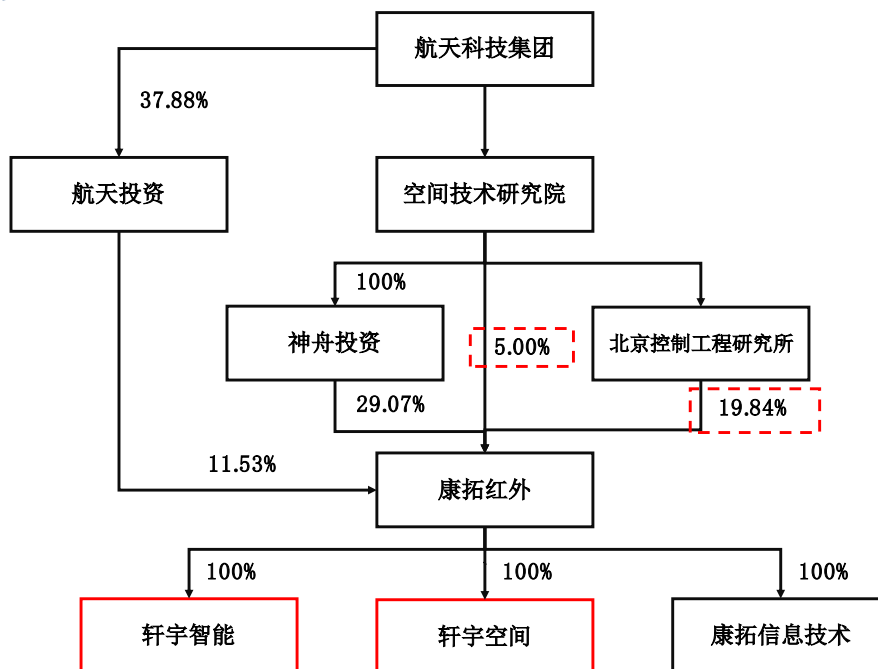 航天科技集团
37.88%
航天投资
空间技术研究院
100%
神舟投资
5.00%
北京控制工程研究所
29.07%
19.84%
11.53%
康拓红外
100%
100%
100%
轩宇智能
轩宇空间
康拓信息技术